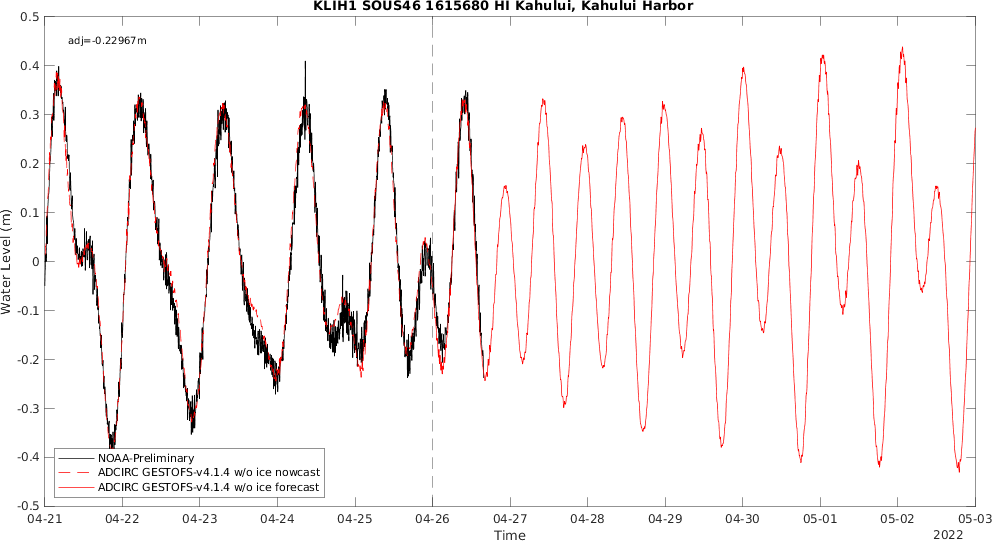 KLIH1 SOUS46 1615680 HI Kahului, Kahului Harbor
adj=-0.22967m
0.5
0.4
0.3
0.2
0.1
0
-0.1
-0.2
-0.3
-0.4
-0.5
Water Level (m)
NOAA-Preliminary
ADCIRC GESTOFS-v4.1.4 w/o ice nowcast
ADCIRC GESTOFS-v4.1.4 w/o ice forecast
04-21 04-22 04-23 04-24 04-25 04-26 04-27 04-28 04-29 04-30 05-01 05-02 05-03
Time
2022